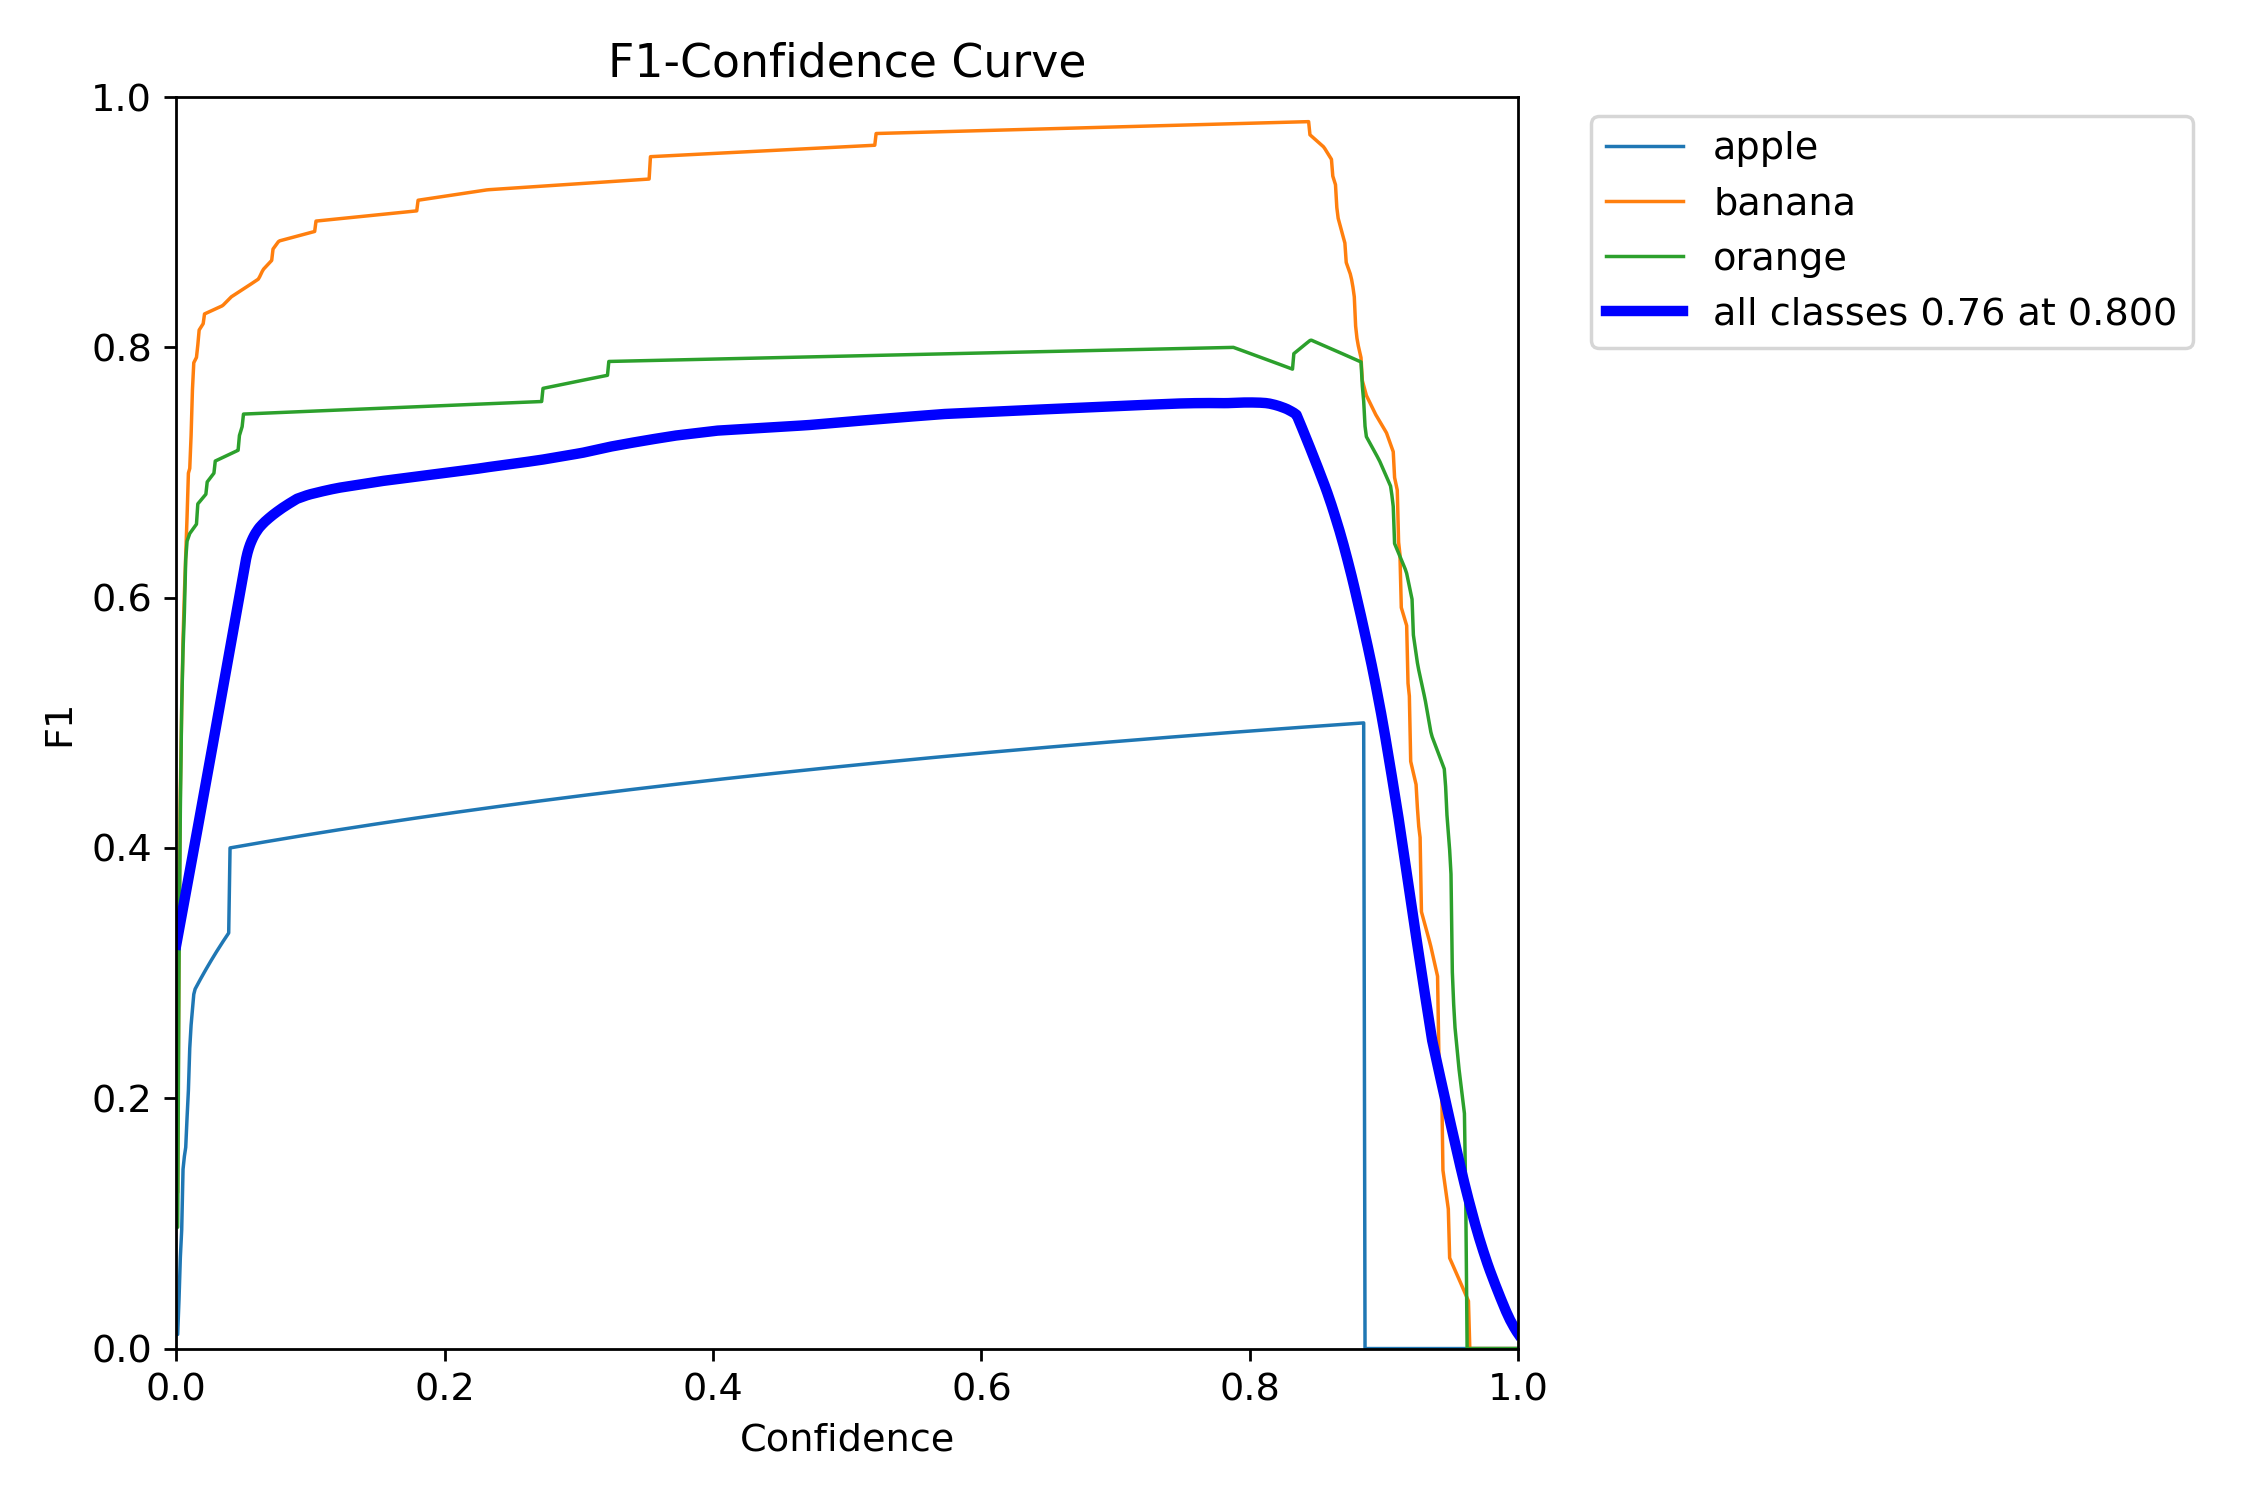 F1-Confidence Curve
1.0
0.8
0.6
0.4
0.2
0.0
F1
0.0 0.2 0.4 0.6 0.8 1.0
Confidence
apple
banana
orange
all classes 0.76 at 0.800